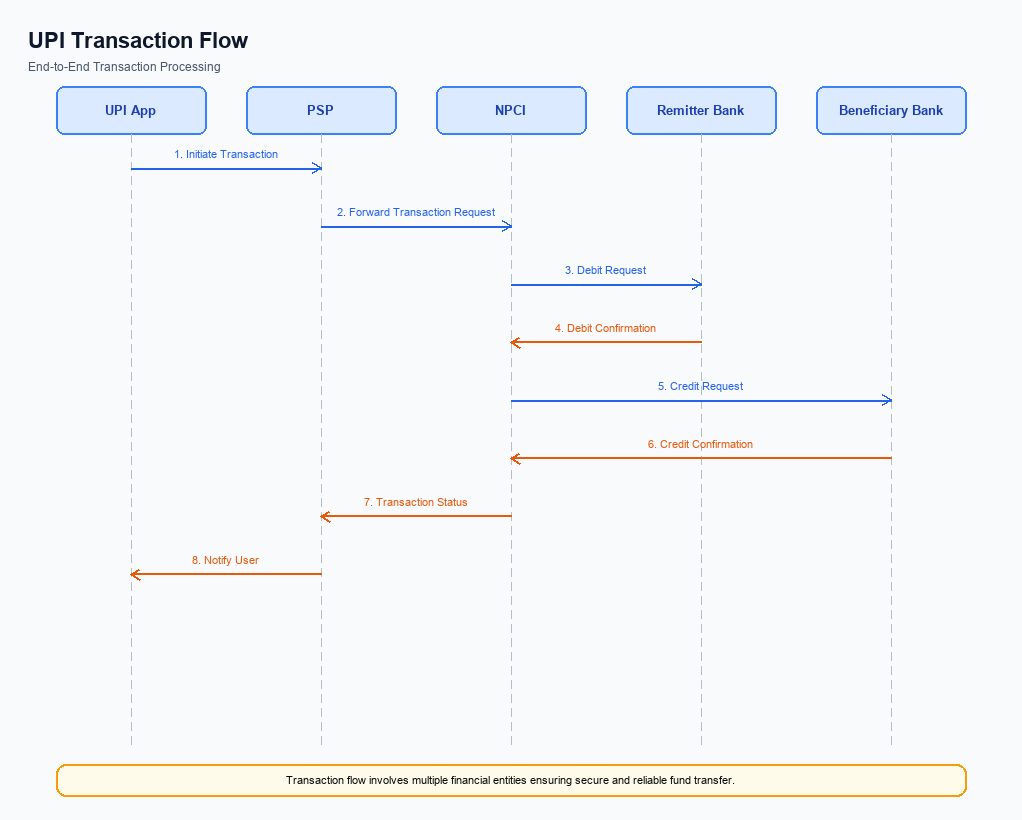 UPI Transaction Flow
End-to-End Transaction Processing
UPI App
PSP
NPCI
Remitter Bank
Beneficiary Bank
1. Initiate Transaction
2. Forward Transaction Request
3. Debit Request
4. Debit Confirmation
5. Credit Request
6. Credit Confirmation
7. Transaction Status
8. Notify User
Transaction flow involves multiple financial entities ensuring secure and reliable fund transfer.